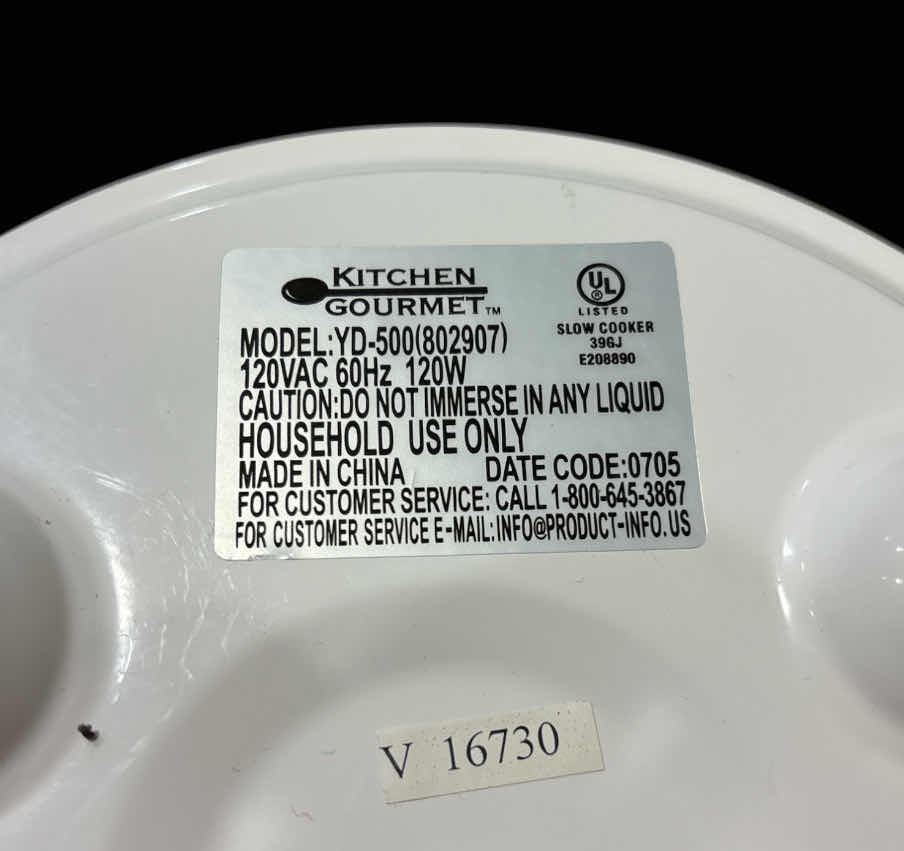 KITCHEN
GOURMET™
UL
®
LISTED
SLOW COOKER
39GJ
E208890
MODEL:YD-500(802907)
120VAC 60Hz 120W
CAUTION:DO NOT IMMERSE IN ANY LIQUID
HOUSEHOLD USE ONLY
MADE IN CHINA DATE CODE:0705
FOR CUSTOMER SERVICE: CALL 1-800-645-3867
FOR CUSTOMER SERVICE E-MAIL:INFO@PRODUCT-INFO.US
V 16730